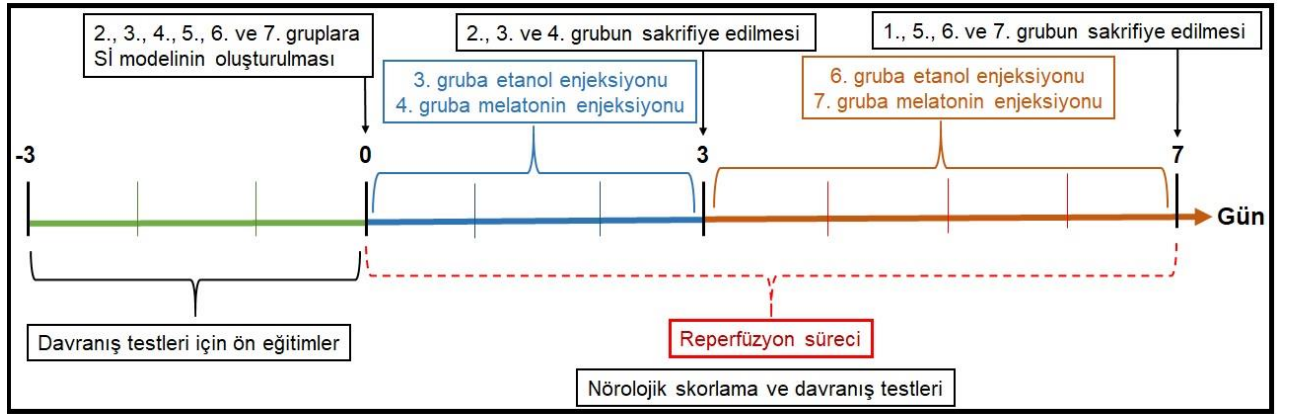 2., 3., 4., 5., 6. ve 7. gruplara
Sİ modelinin oluşturulması
2., 3. ve 4. grubun sakrifiye edilmesi
1., 5., 6. ve 7. grubun sakrifiye edilmesi
3. gruba etanol enjeksiyonu
4. gruba melatonin enjeksiyonu
6. gruba etanol enjeksiyonu
7. gruba melatonin enjeksiyonu
-3
0
3
7
Gün
Davranış testleri için ön eğitimler
Reperfüzyon süreci
Nörolojik skorlama ve davranış testleri